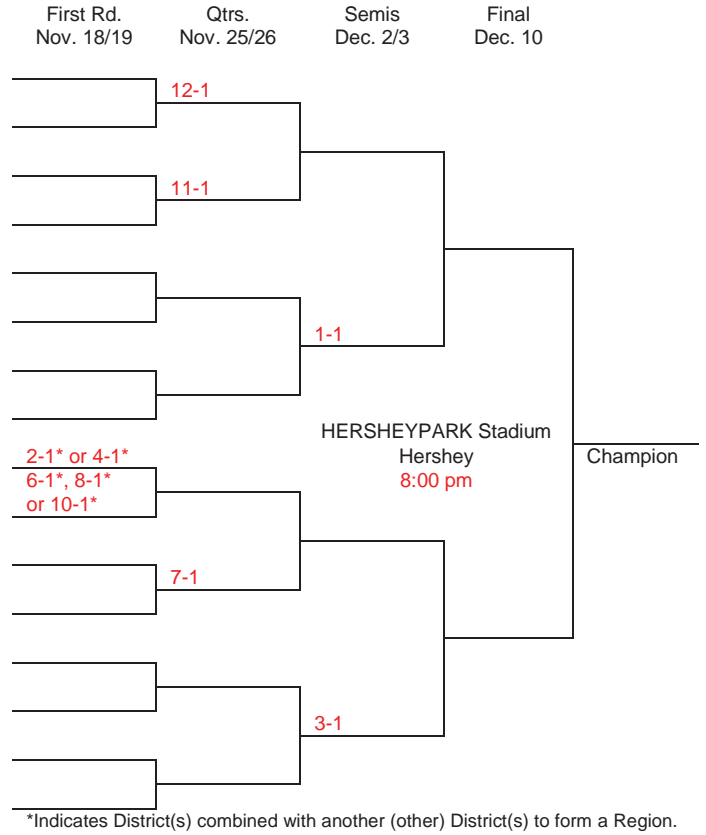 First Rd.
Nov. 18/19
Qtrs.
Nov. 25/26
Semis
Dec. 2/3
Final
Dec. 10
12-1
11-1
1-1
HERSHEYPARK Stadium
Hershey
8:00 pm
Champion
2-1* or 4-1*
6-1*, 8-1*
or 10-1*
7-1
3-1
*Indicates District(s) combined with another (other) District(s) to form a Region.